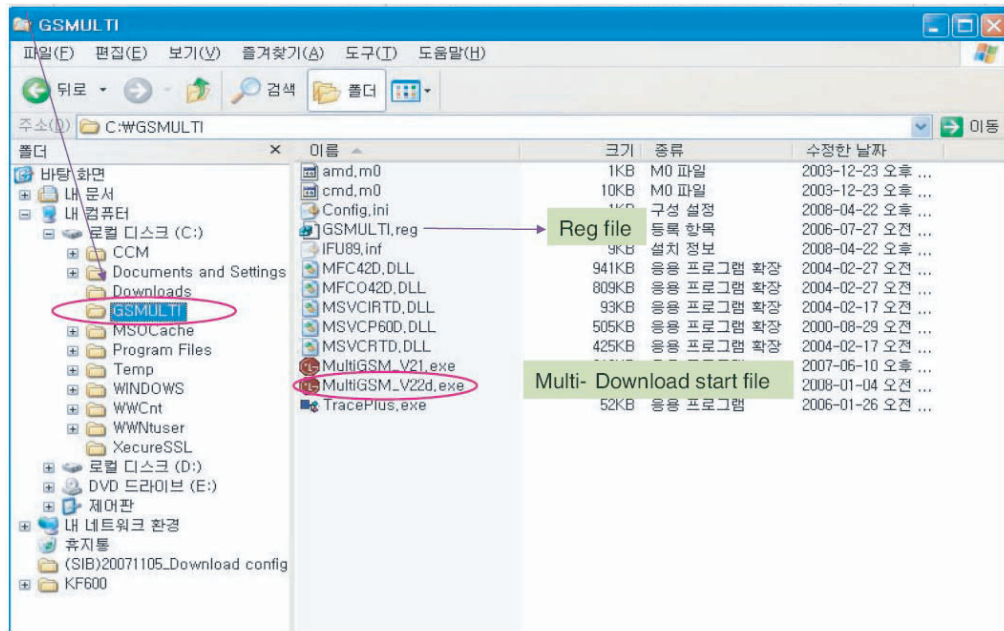 GSMULTI
파일(F) 편집(E) 보기(V) 즐겨찾기(A) 도구(T) 도움말(H)
뒤로 검색 폴더
주소(D) C:₩GSMULTI 이동
폴더 × 이름 크기 종류 수정한 날짜
바탕 화면
내 문서
내 컴퓨터
로컬 디스크 (C:)
CCM
Documents and Settings
Downloads
GSMULTI
MSOCache
Program Files
Temp
WINDOWS
WWCnt
WWNtuser
XecureSSL
로컬 디스크 (D:)
DVD 드라이브 (E:)
제어판
내 네트워크 환경
휴지통
(SIB)20071105_Download config
KF600
amd,m0 1KB M0 파일 2003-12-23 오후 ...
cmd,m0 10KB M0 파일 2003-12-23 오후 ...
Config,ini 1KB 구성 설정 2008-04-22 오후 ...
GSMULTI,reg Reg file 등록 항목 2006-07-27 오전 ...
IFU89,inf 9KB 설치 정보 2008-04-22 오후 ...
MFC42D,DLL 941KB 응용 프로그램 확장 2004-02-27 오전 ...
MFCO42D,DLL 809KB 응용 프로그램 확장 2004-02-27 오전 ...
MSVCIRTD,DLL 93KB 응용 프로그램 확장 2004-02-17 오전 ...
MSVCP60D,DLL 505KB 응용 프로그램 확장 2000-08-29 오전 ...
MSVCRTD,DLL 425KB 응용 프로그램 확장 2004-02-17 오전 ...
MultiGSM_V21,exe 2007-06-10 오후 ...
MultiGSM_V22d,exe Multi- Download start file 2008-01-04 오전 ...
TracePlus,exe 52KB 응용 프로그램 2006-01-26 오전 ...